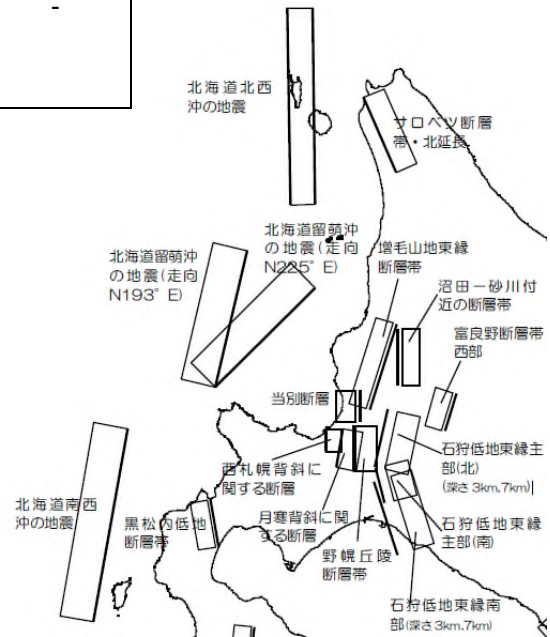 北海道北西
沖の地震
サロベツ断層
帯・北延長
北海道留萌沖
の地震(走向
N225°E)
北海道留萌沖
の地震(走向
N193°E)
増毛山地東縁
断層帯
沼田－砂川付
近の断層帯
富良野断層帯
西部
当別断層
西札幌背斜に
関する断層
石狩低地東縁主
部(北)
(深さ3km,7km)
北海道南西
沖の地震
黒松内低地
断層帯
月寒背斜に関
する断層
野幌丘陵
断層帯
石狩低地東縁
主部(南)
石狩低地東縁南
部(深さ3km,7km)